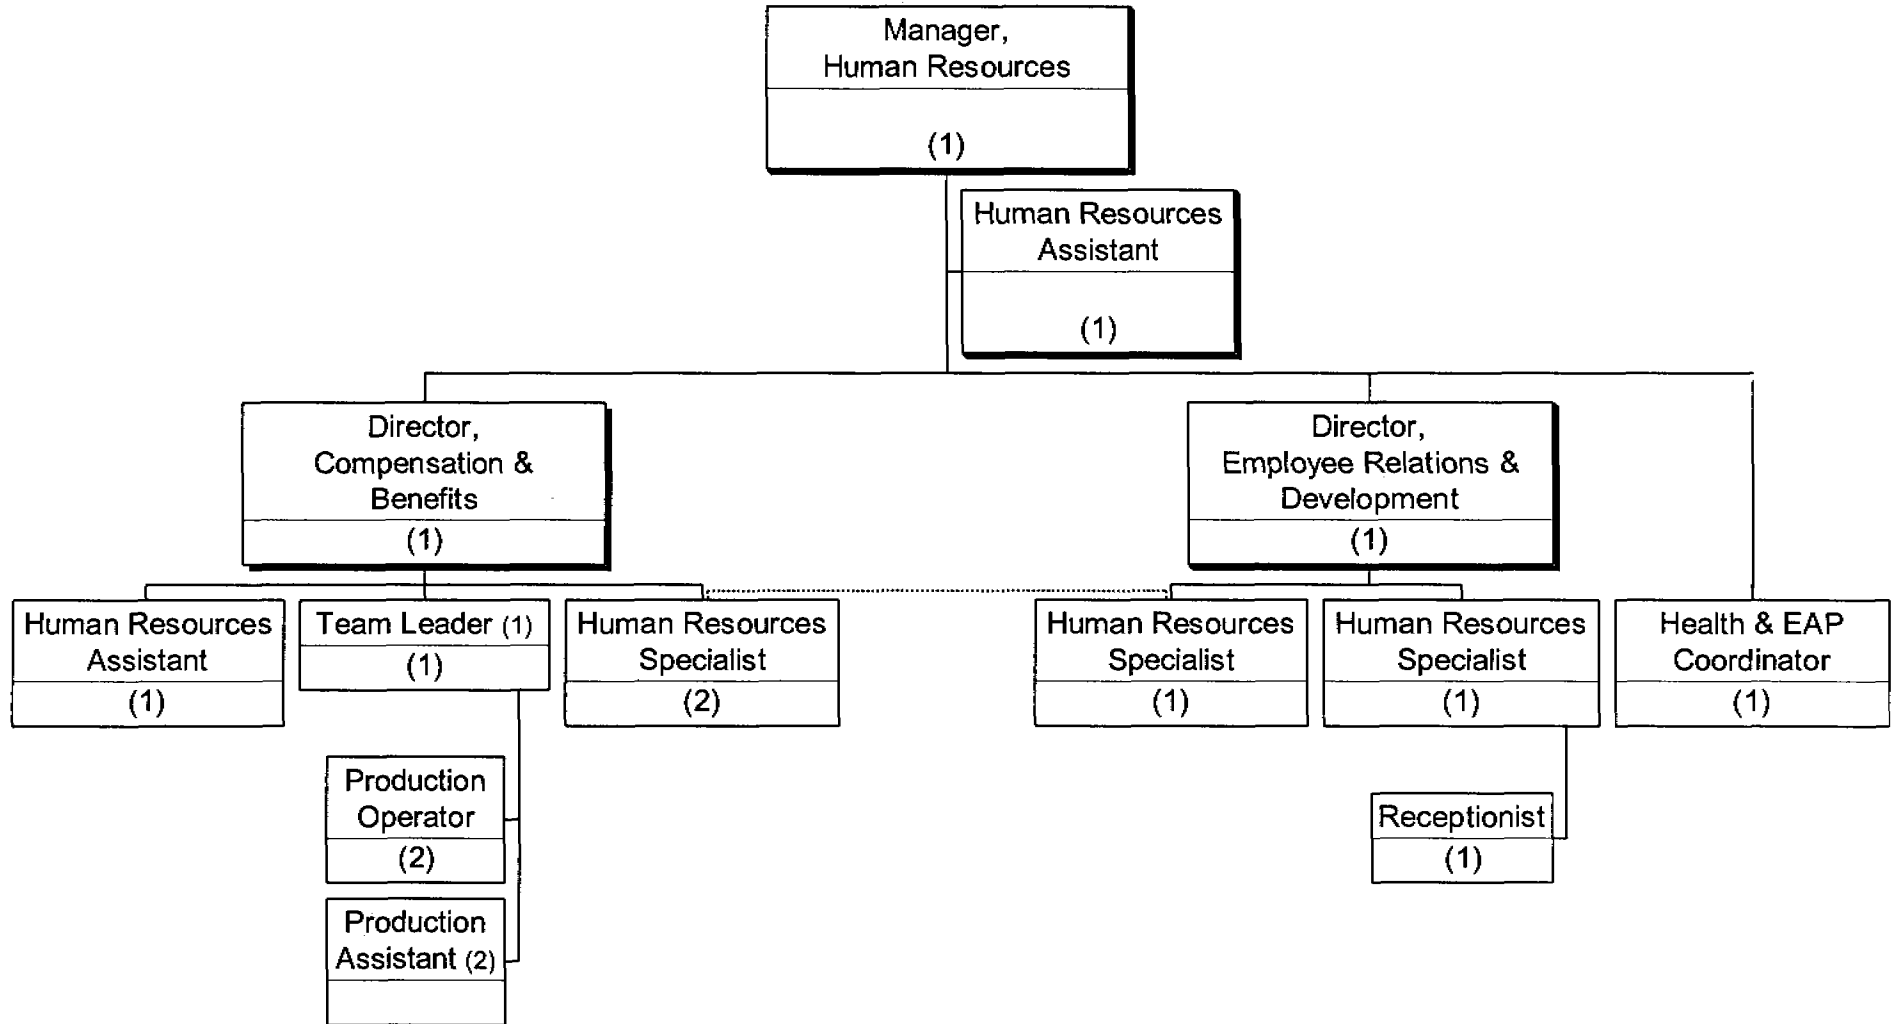 Manager,
Human Resources
(1)
Human Resources
Assistant
(1)
Director,
Compensation &
Benefits
(1)
Director,
Employee Relations &
Development
(1)
Human Resources
Assistant
(1)
Team Leader (1)
(1)
Human Resources
Specialist
(2)
Human Resources
Specialist
(1)
Human Resources
Specialist
(1)
Health & EAP
Coordinator
(1)
Production
Operator
(2)
Receptionist
(1)
Production
Assistant (2)